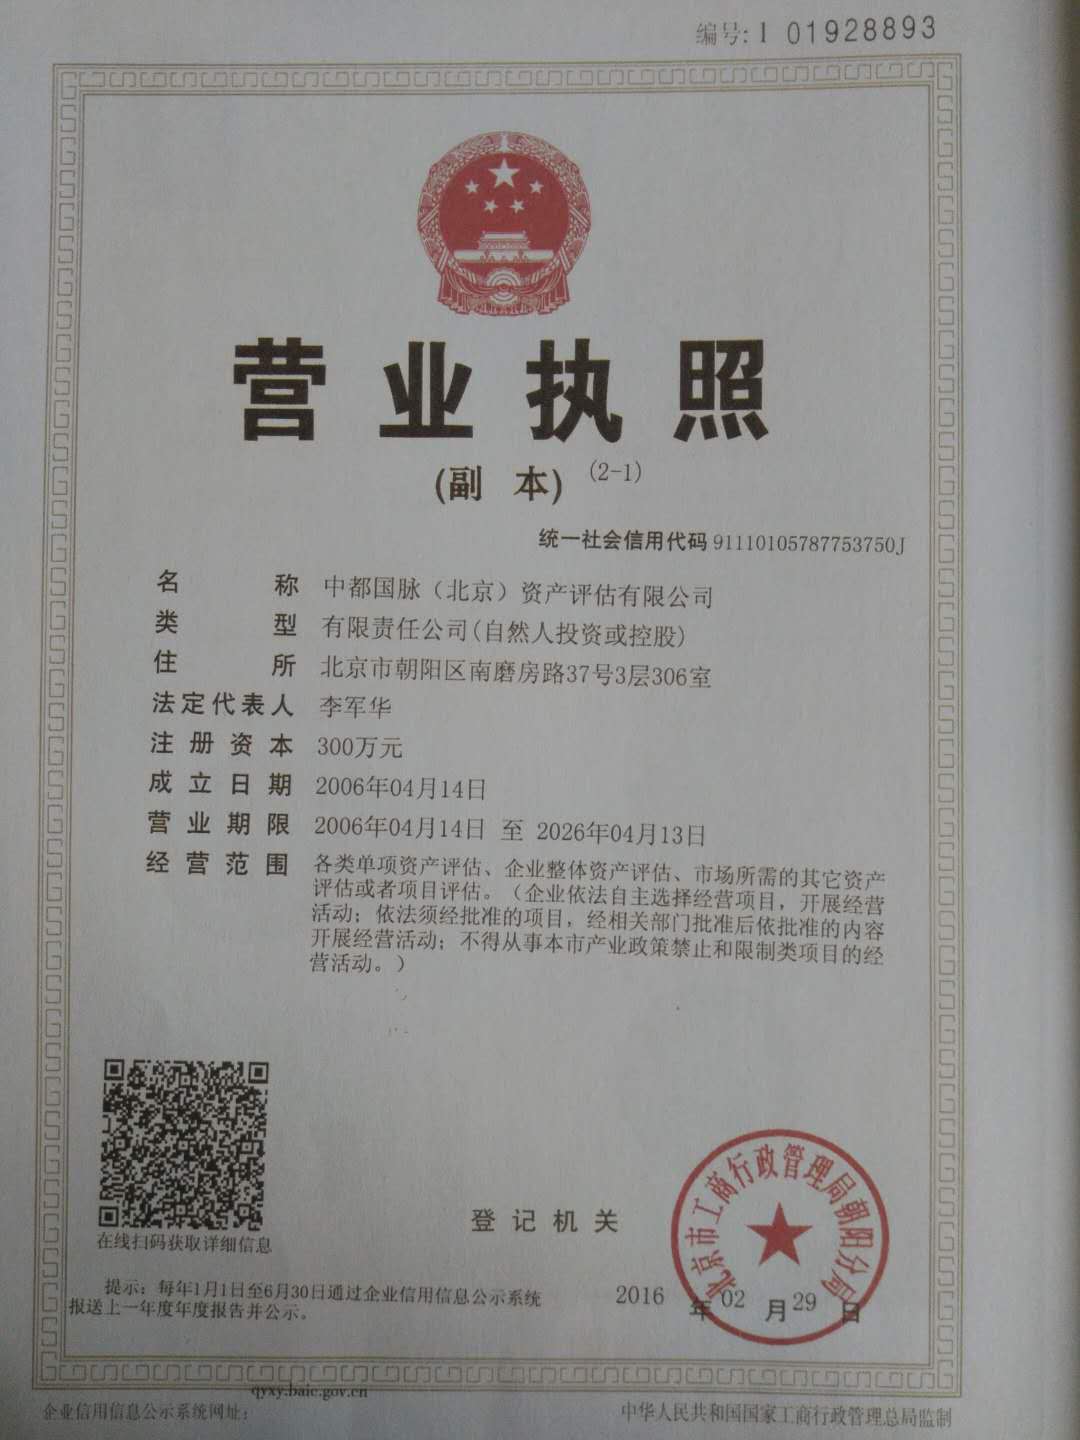 编号: 1 01928893
营业执照
(副 本) (2-1)
统一社会信用代码 91110105787753750J
名 称 中都国脉（北京）资产评估有限公司
类 型 有限责任公司(自然人投资或控股)
住 所 北京市朝阳区南磨房路37号3层306室
法定代表人 李军华
注册资本 300万元
成立日期 2006年04月14日
营业期限 2006年04月14日 至 2026年04月13日
经营范围 各类单项资产评估、企业整体资产评估、市场所需的其它资产
评估或者项目评估。（企业依法自主选择经营项目，开展经营
活动；依法须经批准的项目，经相关部门批准后依批准的内容
开展经营活动；不得从事本市产业政策禁止和限制类项目的经
营活动。）
在线扫码获取详细信息
登记机关
北京市工商行政管理局朝阳分局
2016 年 02 月 29 日
提示：每年1月1日至6月30日通过企业信用信息公示系统
报送上一年度年度报告并公示。
qyxy.baic.gov.cn
企业信用信息公示系统网址：
中华人民共和国国家工商行政管理总局监制